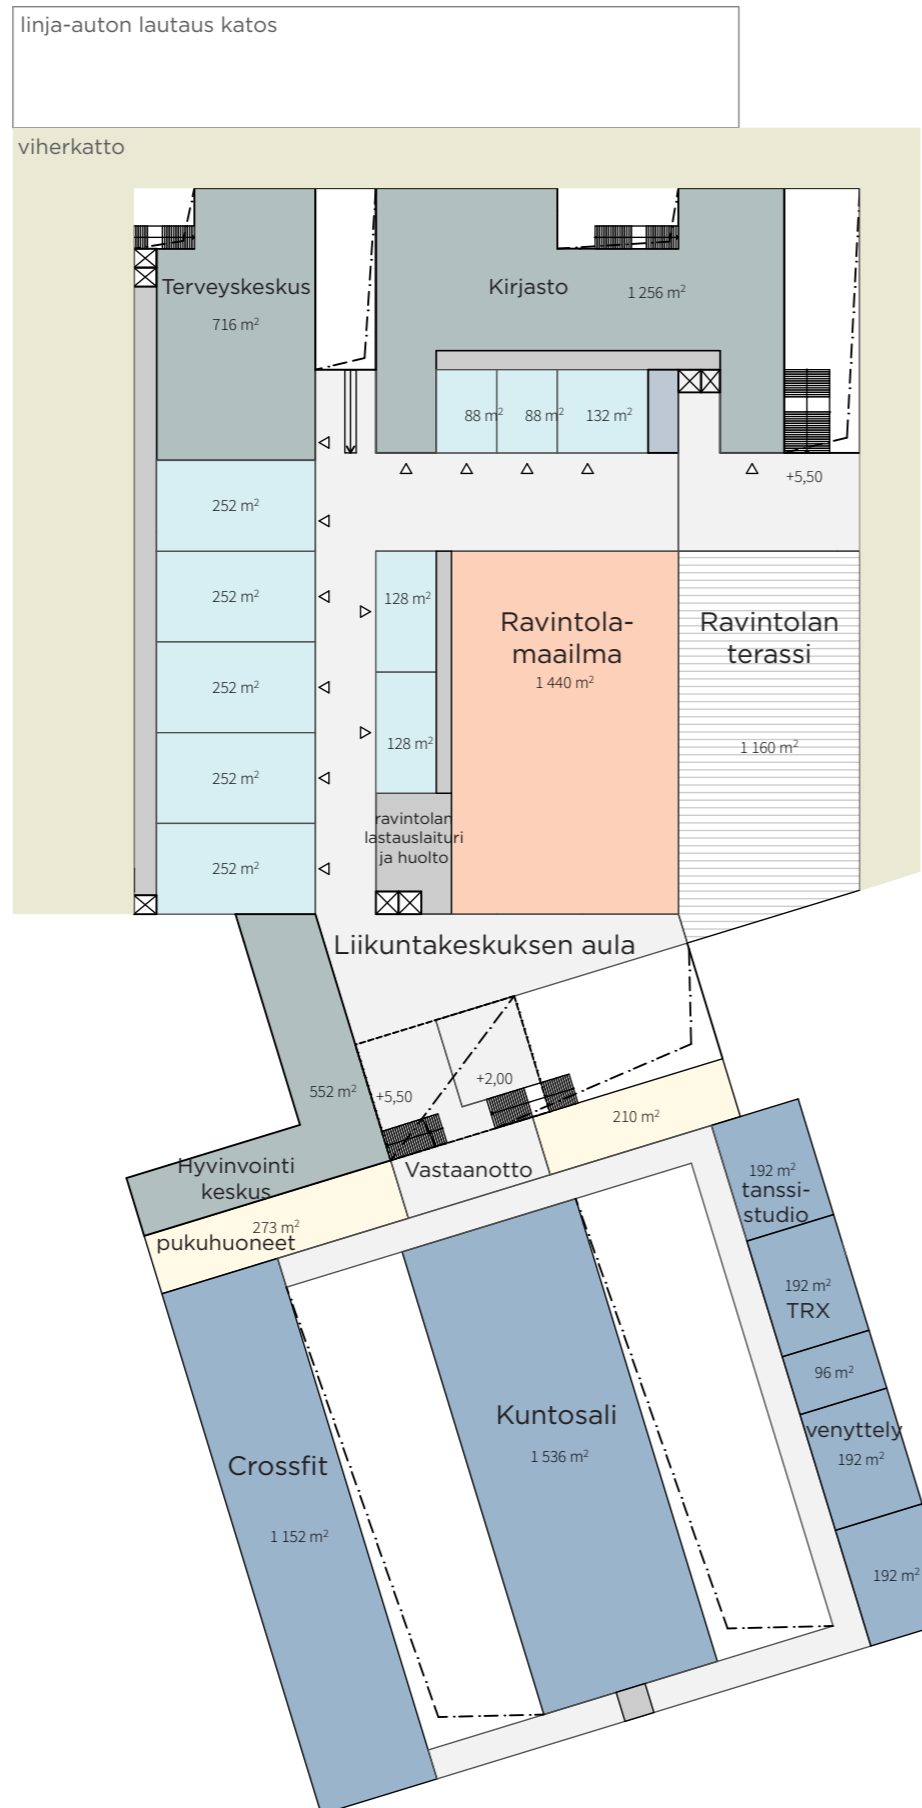 linja-auton lautaus katos
viherkatto
Terveyskeskus
716 m²
Kirjasto
1 256 m²
88 m²
88 m²
132 m²
+5,50
252 m²
252 m²
252 m²
252 m²
252 m²
128 m²
128 m²
ravintolan
lastauslaituri
ja huolto
Ravintola-
maailma
1 440 m²
Ravintolan
terassi
1 160 m²
Liikuntakeskuksen aula
552 m²
+5,50
+2,00
210 m²
Hyvinvointi
keskus
Vastaanotto
273 m²
pukuhuoneet
192 m²
tanssi-
studio
192 m²
TRX
96 m²
venyttely
192 m²
192 m²
Kuntosali
1 536 m²
Crossfit
1 152 m²